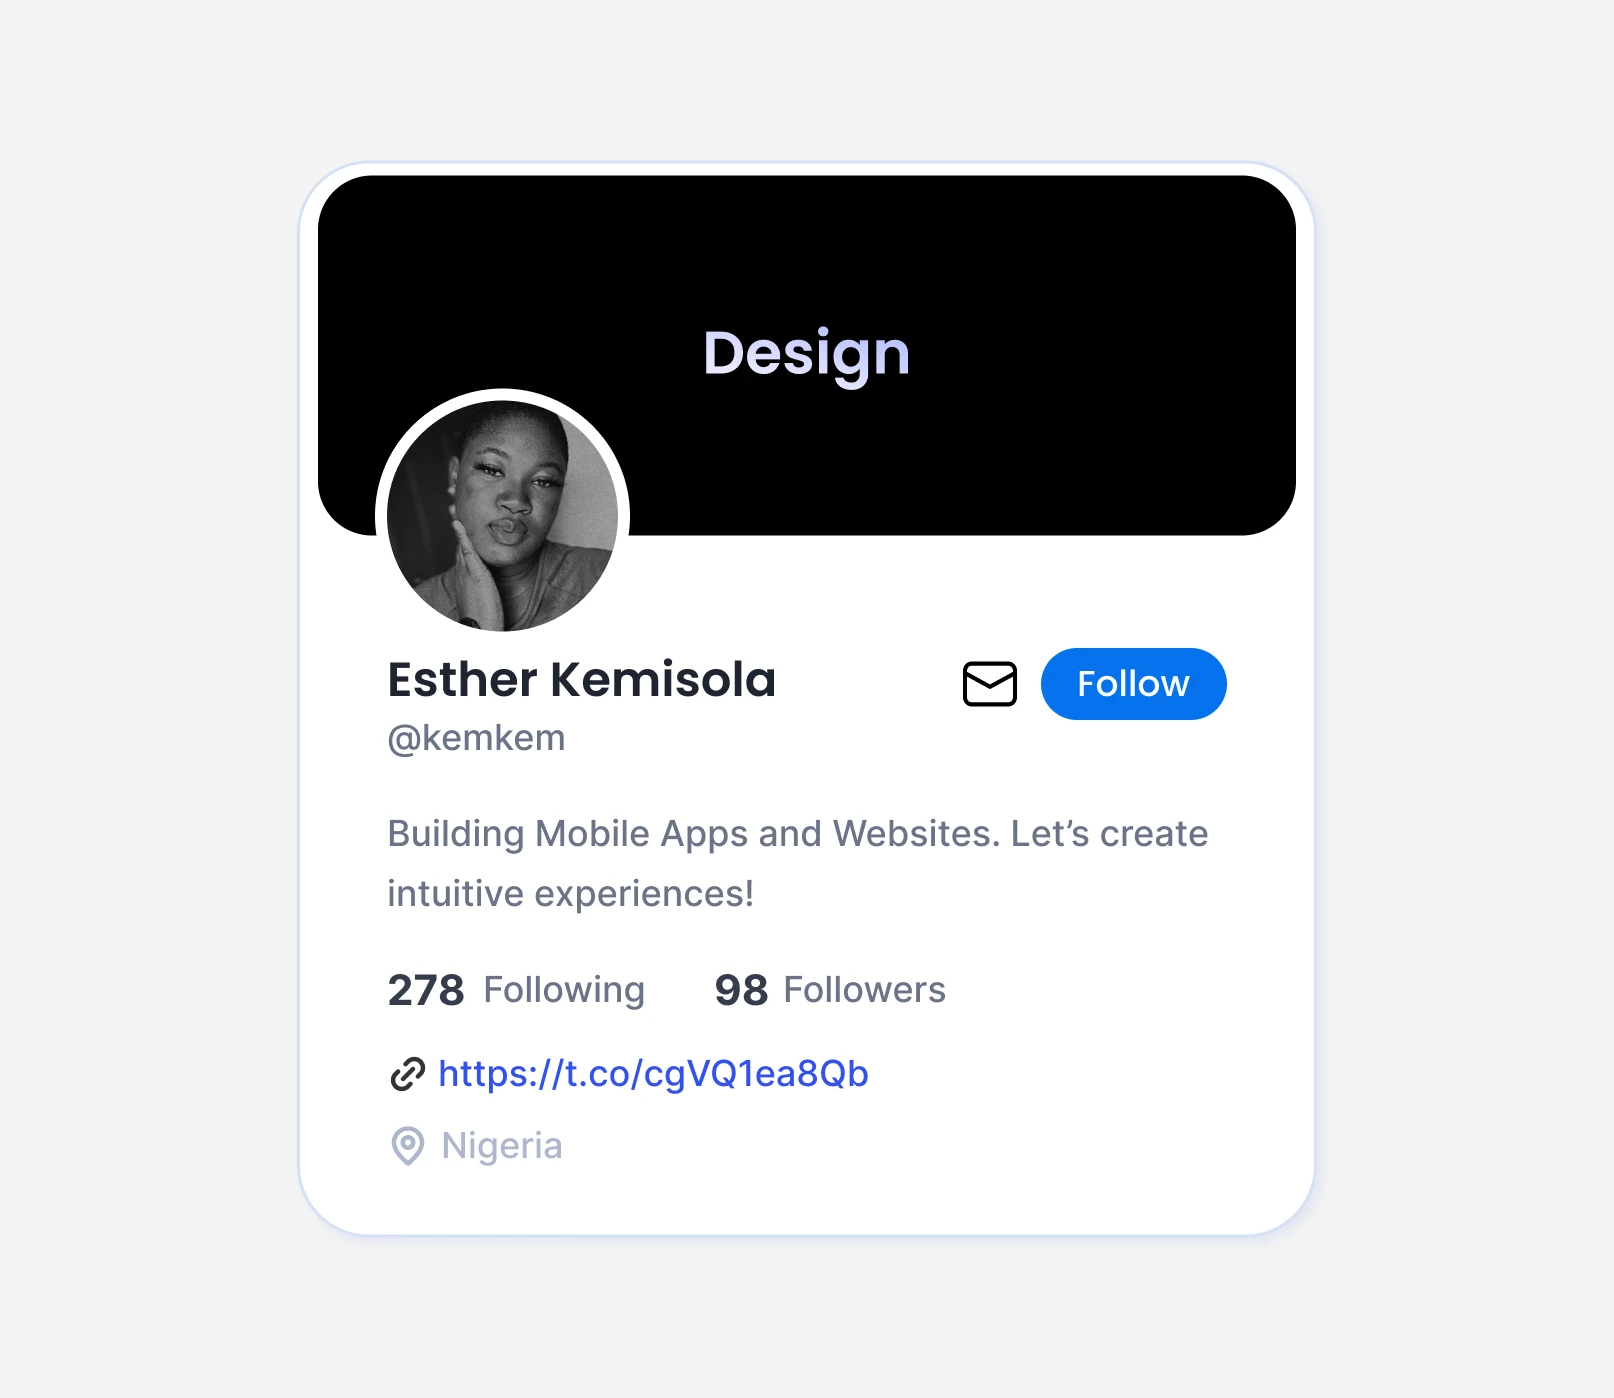 Design
Esther Kemisola
Follow
@kemkem
Building Mobile Apps and Websites. Let’s create
intuitive experiences!
278 Following 98 Followers
https://t.co/cgVQ1ea8Qb
Nigeria